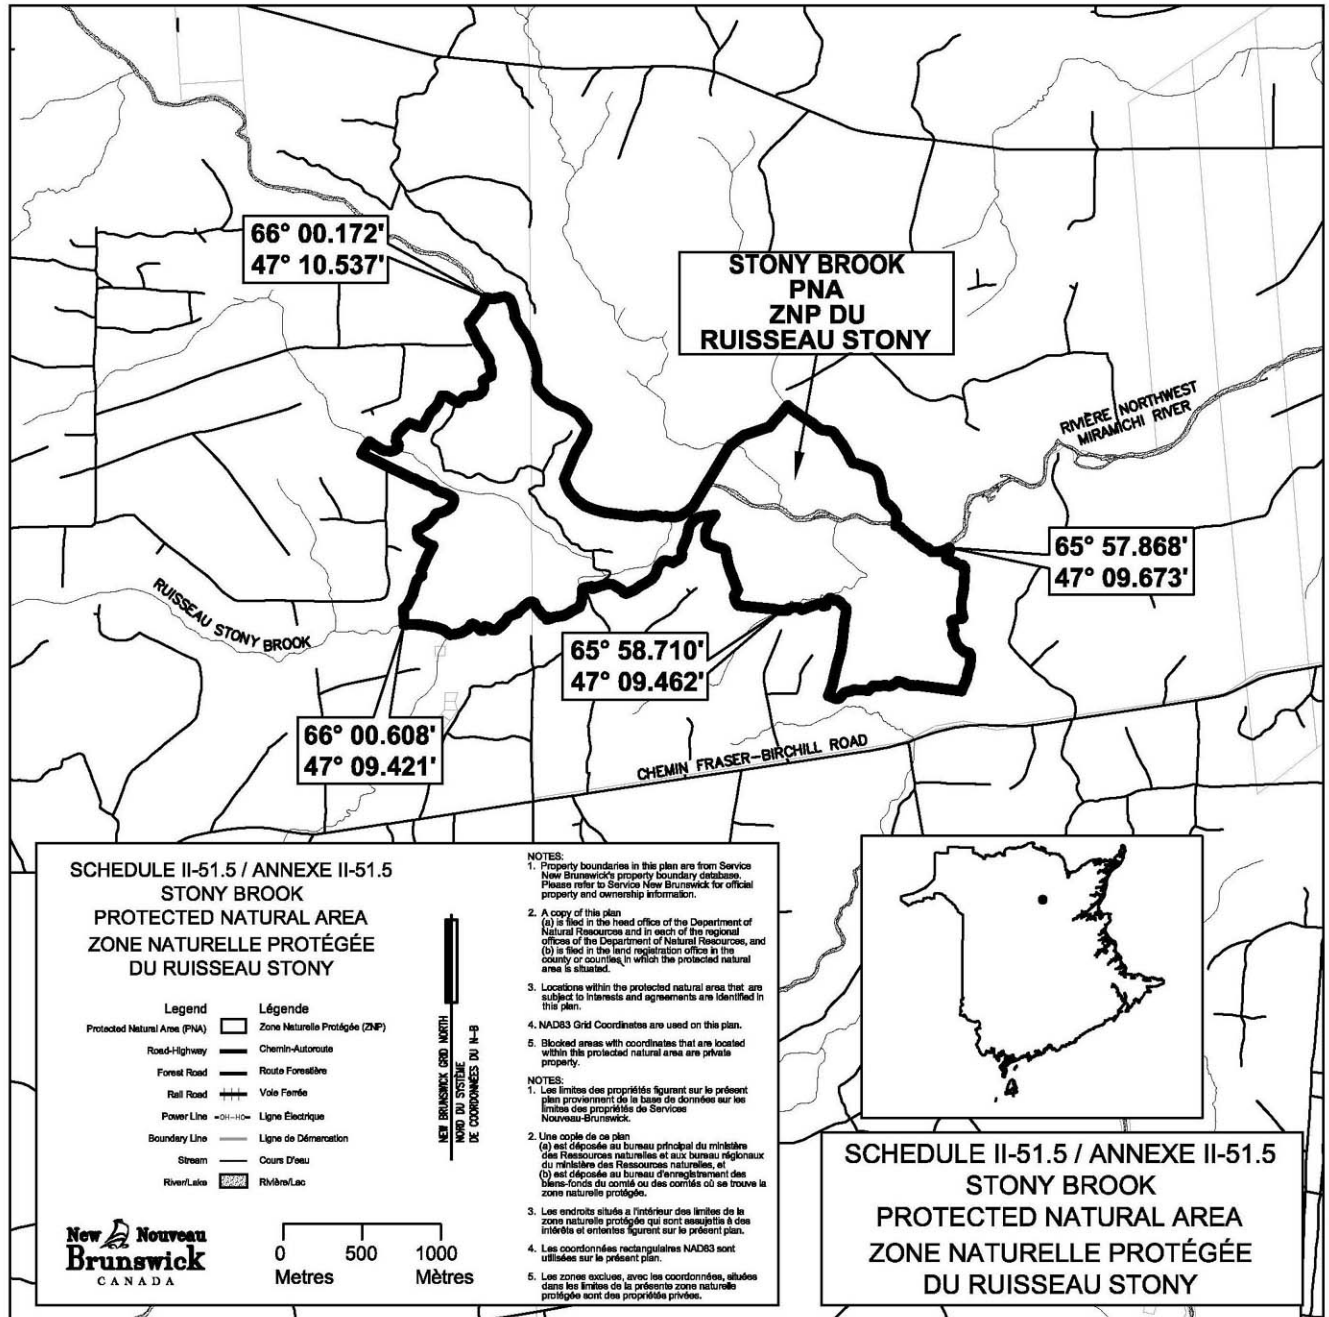 66° 00.172'
47° 10.537'
STONY BROOK
PNA
ZNP DU
RUISSEAU STONY
RIVIÈRE NORTHWEST
MIRAMICHI RIVER
65° 57.868'
47° 09.673'
RUISSEAU STONY BROOK
65° 58.710'
47° 09.462'
66° 00.608'
47° 09.421'
CHEMIN FRASER-BIRCHILL ROAD
SCHEDULE II-51.5 / ANNEXE II-51.5
STONY BROOK
PROTECTED NATURAL AREA
ZONE NATURELLE PROTÉGÉE
DU RUISSEAU STONY
Legend Légende
Protected Natural Area (PNA) Zone Naturelle Protégée (ZNP)
Road-Highway Chemin-Autoroute
Forest Road Route Forestière
Rail Road Voie Ferrée
Power Line -OH-HO- Ligne Électrique
Boundary Line Ligne de Démarcation
Stream Cours D'eau
River/Lake Rivière/Lac
NEW BRUNSWICK GRID NORTH
NORD DU SYSTÈME
DE COORDONNÉES DU N-B
New Nouveau
Brunswick
CANADA
0 500 1000
Metres Mètres
NOTES:
1. Property boundaries in this plan are from Service
New Brunswick's property boundary database.
Please refer to Service New Brunswick for official
property and ownership information.
2. A copy of this plan
(a) is filed in the head office of the Department of
Natural Resources and in each of the regional
offices of the Department of Natural Resources, and
(b) is filed in the land registration office in the
county or counties in which the protected natural
area is situated.
3. Locations within the protected natural area that are
subject to interests and agreements are identified in
this plan.
4. NAD83 Grid Coordinates are used on this plan.
5. Blocked areas with coordinates that are located
within this protected natural area are private
property.
NOTES:
1. Les limites des propriétés figurant sur le présent
plan proviennent de la base de données sur les
limites des propriétés de Services
Nouveau-Brunswick.
2. Une copie de ce plan
(a) est déposée au bureau principal du ministère
des Ressources naturelles et aux bureau régionaux
du ministère des Ressources naturelles, et
(b) est déposée au bureau d'enregistrement des
biens-fonds du comté ou des comtés où se trouve la
zone naturelle protégée.
3. Les endroits situés a l'intérieur des limites de la
zone naturelle protégée qui sont assujettis à des
intérêts et ententes figurent sur le présent plan.
4. Les coordonnées rectangulaires NAD83 sont
utilisées sur le présent plan.
5. Les zones exclues, avec les coordonnées, situées
dans les limites de la présente zone naturelle
protégée sont des propriétés privées.
SCHEDULE II-51.5 / ANNEXE II-51.5
STONY BROOK
PROTECTED NATURAL AREA
ZONE NATURELLE PROTÉGÉE
DU RUISSEAU STONY